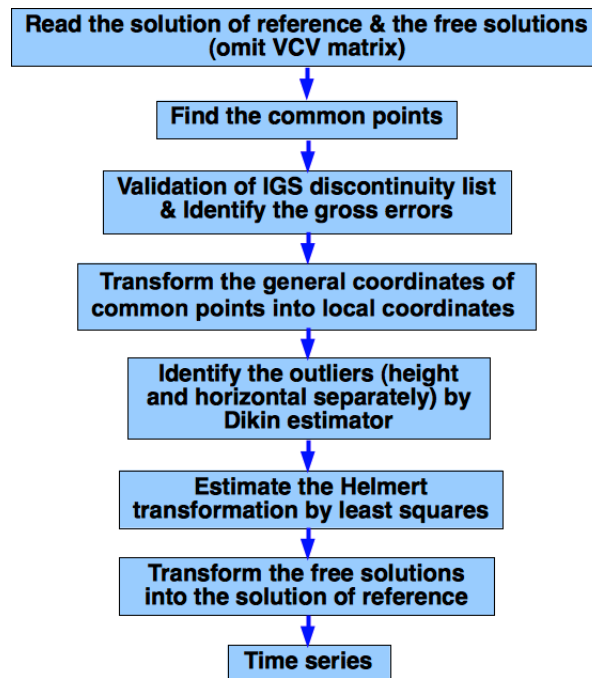 Read the solution of reference & the free solutions
(omit VCV matrix)
Find the common points
Validation of IGS discontinuity list
& Identify the gross errors
Transform the general coordinates of
common points into local coordinates
Identify the outliers (height
and horizontal separately) by
Dikin estimator
Estimate the Helmert
transformation by least squares
Transform the free solutions
into the solution of reference
Time series